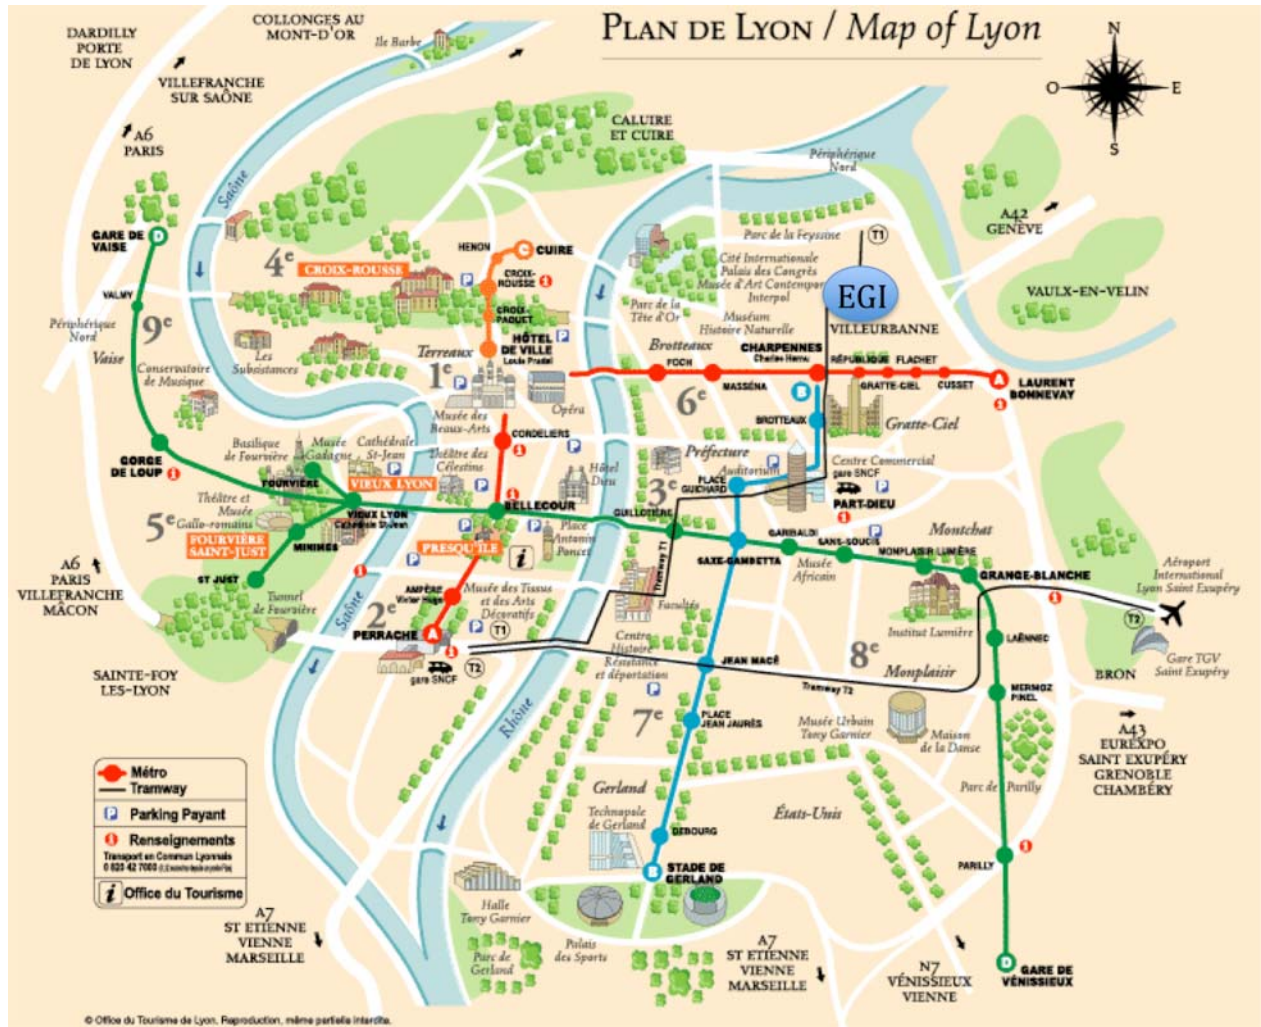 PLAN DE LYON / Map of Lyon
DARDILLY
PORTE
DE LYON
COLLONGES AU
MONT-D'OR
Ile Barbe
VILLEFRANCHE
SUR SAÔNE
A6
PARIS
Saône
CALUIRE
ET CUIRE
Périphérique
Nord
N
O
E
S
A42
GENÈVE
VAULX-EN-VELIN
GARE DE
VAISE
D
VALMY
9e
Périphérique
Nord
Vaise
Conservatoire
de Musique
Les
Subsistances
4e
CROIX-ROUSSE
HENON
C
CUIRE
CROIX-
ROUSSE
CROIX-
PAQUET
HÔTEL
DE VILLE
Louis Pradel
Terreaux
1e
Musée des
Beaux-Arts
Opéra
Parc de la Feyssine
T1
Cité Internationale
Palais des Congrès
Musée d'Art Contempor
Interpol
Parc de la
Tête d'Or
Muséum
Histoire Naturelle
EGI
VILLEURBANNE
Brotteaux
FOCH
MASSÉNA
6e
CHARPENNES
Charles Hernu
RÉPUBLIQUE
FLACHET
GRATTE-CIEL
CUSSET
A
LAURENT
BONNEVAY
B
BROTTEAUX
Gratte-Ciel
GORGE
DE LOUP
Basilique
de Fourvière
Musée
Gadagne
Cathédrale
St-Jean
Théâtre des
Célestins
CORDELIERS
Hôtel
Dieu
Préfecture
Auditorium
Centre Commercial
gare SNCF
PART-DIEU
3e
PLACE
GUICHARD
FOURVIÈRE
VIEUX LYON
VIEUX LYON
Cathédrale St-Jean
Théâtre et
Musée
Gallo-romains
5e
FOURVIÈRE
SAINT-JUST
MINIMES
ST JUST
BELLECOUR
PRESQU'ILE
Place
Antonin
Poncet
GUILLOTIÈRE
Tramway T1
SAXE-GAMBETTA
GARIBALDI
SANS-SOUCIS
Musée
Africain
Montchat
MONPLAISIR LUMIÈRE
GRANGE-BLANCHE
Institut Lumière
Aéroport
International
Lyon Saint Exupéry
T2
Gare TGV
Saint Exupéry
A6
PARIS
VILLEFRANCHE
MÂCON
Tunnel
de Fourvière
Saône
2e
AMPÈRE
Victor Hugo
Musée des Tissus
et des Arts
Décoratifs
PERRACHE
A
T1
T2
gare SNCF
Facultés
Centre
Histoire
Résistance
et déportation
JEAN MACÉ
Tramway T2
8e
Monplaisir
LAËNNEC
MERMOZ
PINEL
BRON
SAINTE-FOY
LES-LYON
Rhône
7e
PLACE
JEAN JAURÈS
Musée Urbain
Tony Garnier
Maison
de la Danse
Parc de Parilly
A43
EUREXPO
SAINT EXUPÉRY
GRENOBLE
CHAMBÉRY
Métro
Tramway
P Parking Payant
Renseignements
Transport en Commun Lyonnais
0 820 42 7000
i Office du Tourisme
Gerland
Technopole
de Gerland
DEBOURG
B
STADE DE
GERLAND
États-Unis
PARILLY
Halle
Tony Garnier
Palais
des Sports
Parc de
Gerland
A7
ST ETIENNE
VIENNE
MARSEILLE
A7
ST ETIENNE
VIENNE
MARSEILLE
N7
VÉNISSIEUX
VIENNE
D
GARE DE
VÉNISSIEUX
© Office du Tourisme de Lyon. Reproduction, même partielle interdite.